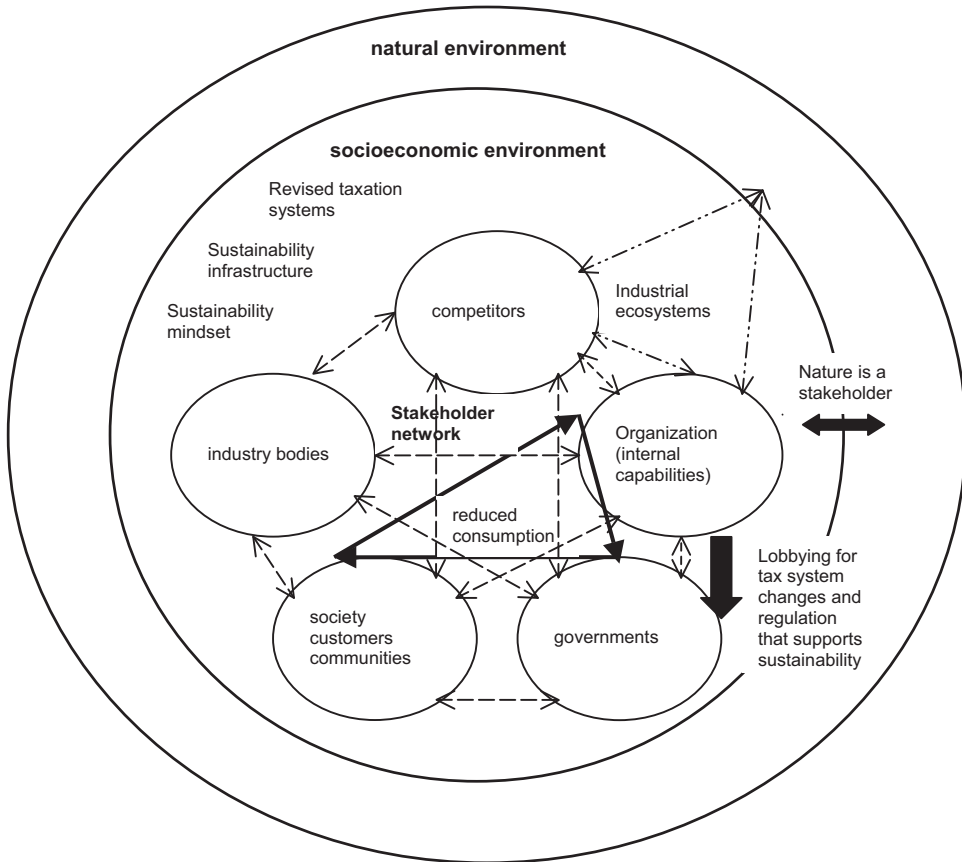 natural environment
socioeconomic environment
Revised taxation
systems
Sustainability
infrastructure
Sustainability
mindset
competitors
Industrial
ecosystems
Nature is a
stakeholder
Stakeholder
network
industry bodies
Organization
(internal
capabilities)
reduced
consumption
society
customers
communities
governments
Lobbying for
tax system
changes and
regulation
that supports
sustainability